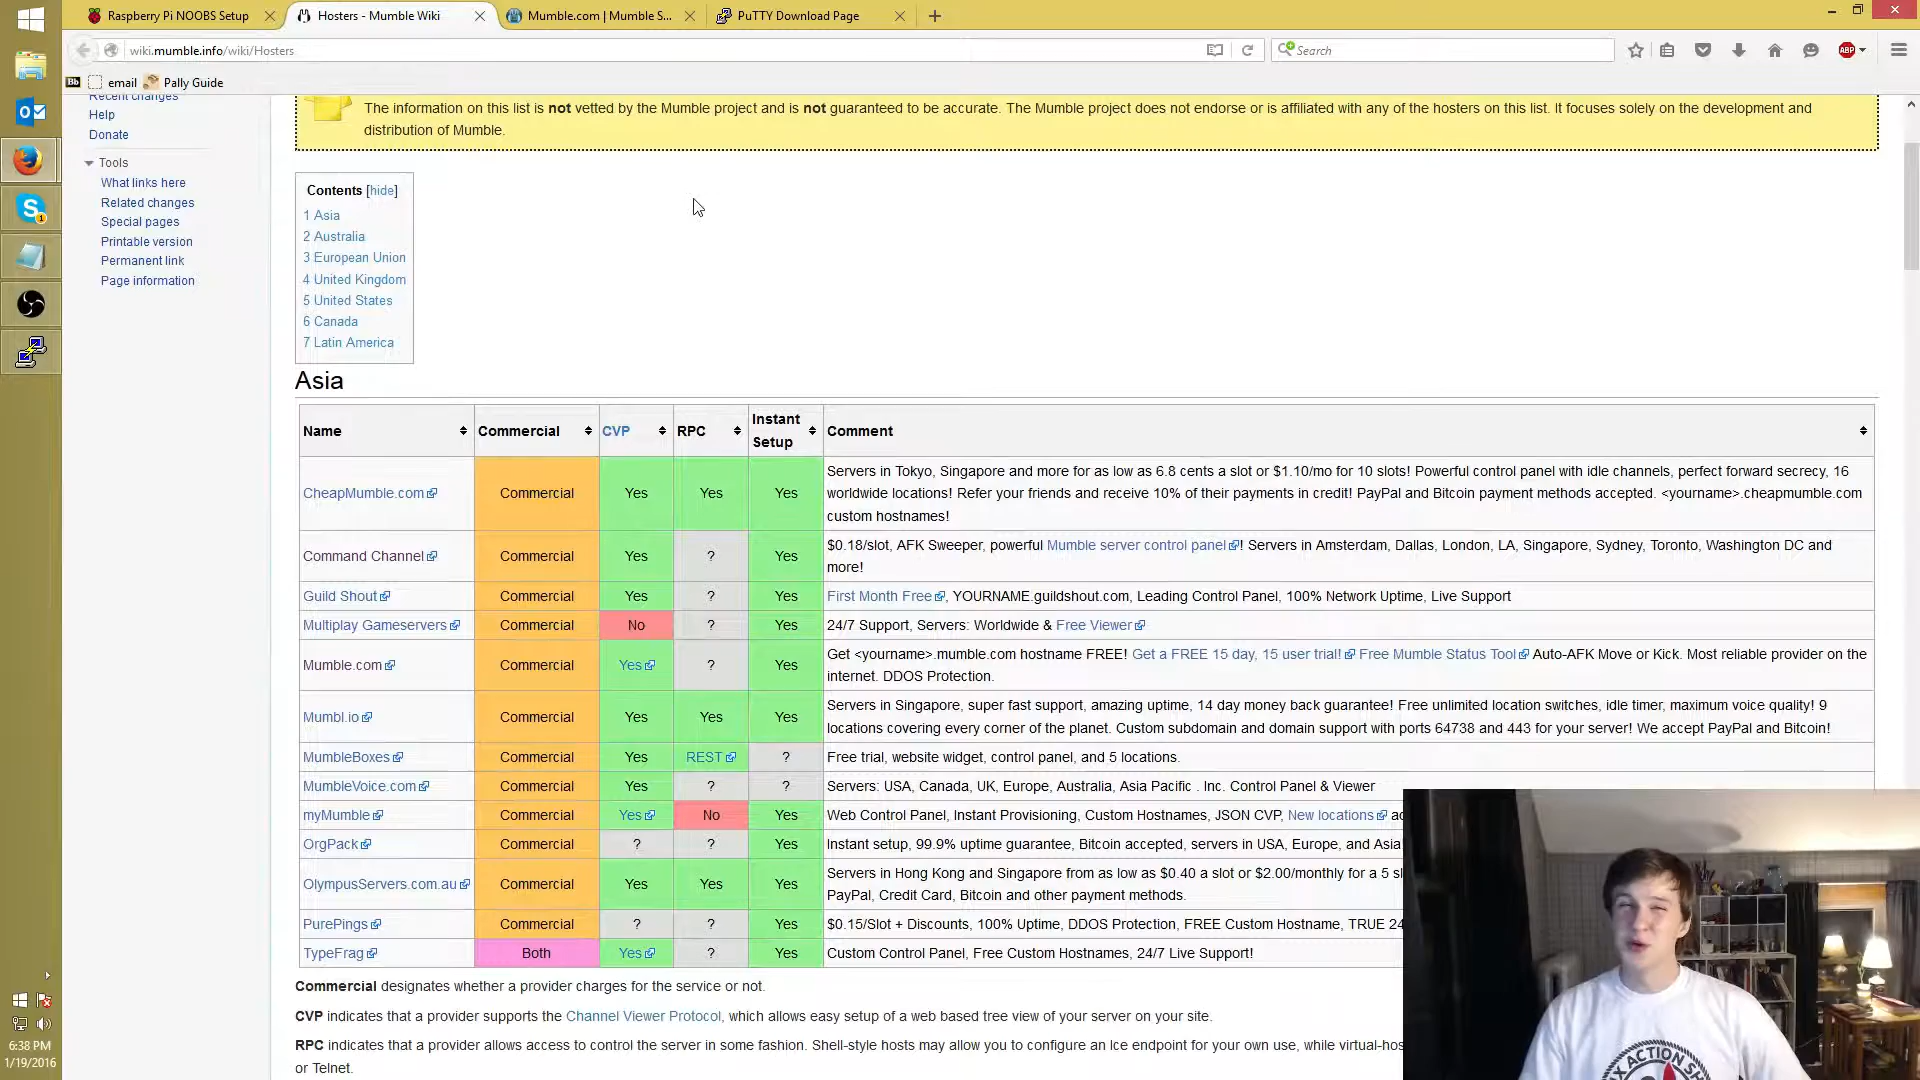 Raspberry Pi NOOBS Setup
Hosters - Mumble Wiki
Mumble.com | Mumble S...
PuTTY Download Page
wiki.mumble.info/wiki/Hosters
Search
ABP
Bb
email
Pally Guide
Recent changes
Help
Donate
Tools
What links here
Related changes
Special pages
Printable version
Permanent link
Page information
The information on this list is not vetted by the Mumble project and is not guaranteed to be accurate. The Mumble project does not endorse or is affiliated with any of the hosters on this list. It focuses solely on the development and
distribution of Mumble.
Contents [hide]
1 Asia
2 Australia
3 European Union
4 United Kingdom
5 United States
6 Canada
7 Latin America
Asia
Name Commercial CVP RPC Instant Setup Comment
CheapMumble.com Commercial Yes Yes Yes Servers in Tokyo, Singapore and more for as low as 6.8 cents a slot or $1.10/mo for 10 slots! Powerful control panel with idle channels, perfect forward secrecy, 16
worldwide locations! Refer your friends and receive 10% of their payments in credit! PayPal and Bitcoin payment methods accepted. <yourname>.cheapmumble.com
custom hostnames!
Command Channel Commercial Yes ? Yes $0.18/slot, AFK Sweeper, powerful Mumble server control panel! Servers in Amsterdam, Dallas, London, LA, Singapore, Sydney, Toronto, Washington DC and
more!
Guild Shout Commercial Yes ? Yes First Month Free, YOURNAME.guildshout.com, Leading Control Panel, 100% Network Uptime, Live Support
Multiplay Gameservers Commercial No ? Yes 24/7 Support, Servers: Worldwide & Free Viewer
Mumble.com Commercial Yes ? Yes Get <yourname>.mumble.com hostname FREE! Get a FREE 15 day, 15 user trial! Free Mumble Status Tool Auto-AFK Move or Kick. Most reliable provider on the
internet. DDOS Protection.
Mumbl.io Commercial Yes Yes Yes Servers in Singapore, super fast support, amazing uptime, 14 day money back guarantee! Free unlimited location switches, idle timer, maximum voice quality! 9
locations covering every corner of the planet. Custom subdomain and domain support with ports 64738 and 443 for your server! We accept PayPal and Bitcoin!
MumbleBoxes Commercial Yes REST ? Free trial, website widget, control panel, and 5 locations.
MumbleVoice.com Commercial Yes ? ? Servers: USA, Canada, UK, Europe, Australia, Asia Pacific . Inc. Control Panel & Viewer
myMumble Commercial Yes No Yes Web Control Panel, Instant Provisioning, Custom Hostnames, JSON CVP, New locations
OrgPack Commercial ? ? Yes Instant setup, 99.9% uptime guarantee, Bitcoin accepted, servers in USA, Europe, and Asia
OlympusServers.com.au Commercial Yes Yes Yes Servers in Hong Kong and Singapore from as low as $0.40 a slot or $2.00/monthly for a 5 sl
PayPal, Credit Card, Bitcoin and other payment methods.
PurePings Commercial ? ? Yes $0.15/Slot + Discounts, 100% Uptime, DDOS Protection, FREE Custom Hostname, TRUE 24
TypeFrag Both Yes ? Yes Custom Control Panel, Free Custom Hostnames, 24/7 Live Support!
Commercial designates whether a provider charges for the service or not.
CVP indicates that a provider supports the Channel Viewer Protocol, which allows easy setup of a web based tree view of your server on your site.
RPC indicates that a provider allows access to control the server in some fashion. Shell-style hosts may allow you to configure an Ice endpoint for your own use, while virtual-hos
or Telnet.
6:38 PM
1/19/2016
ACTION